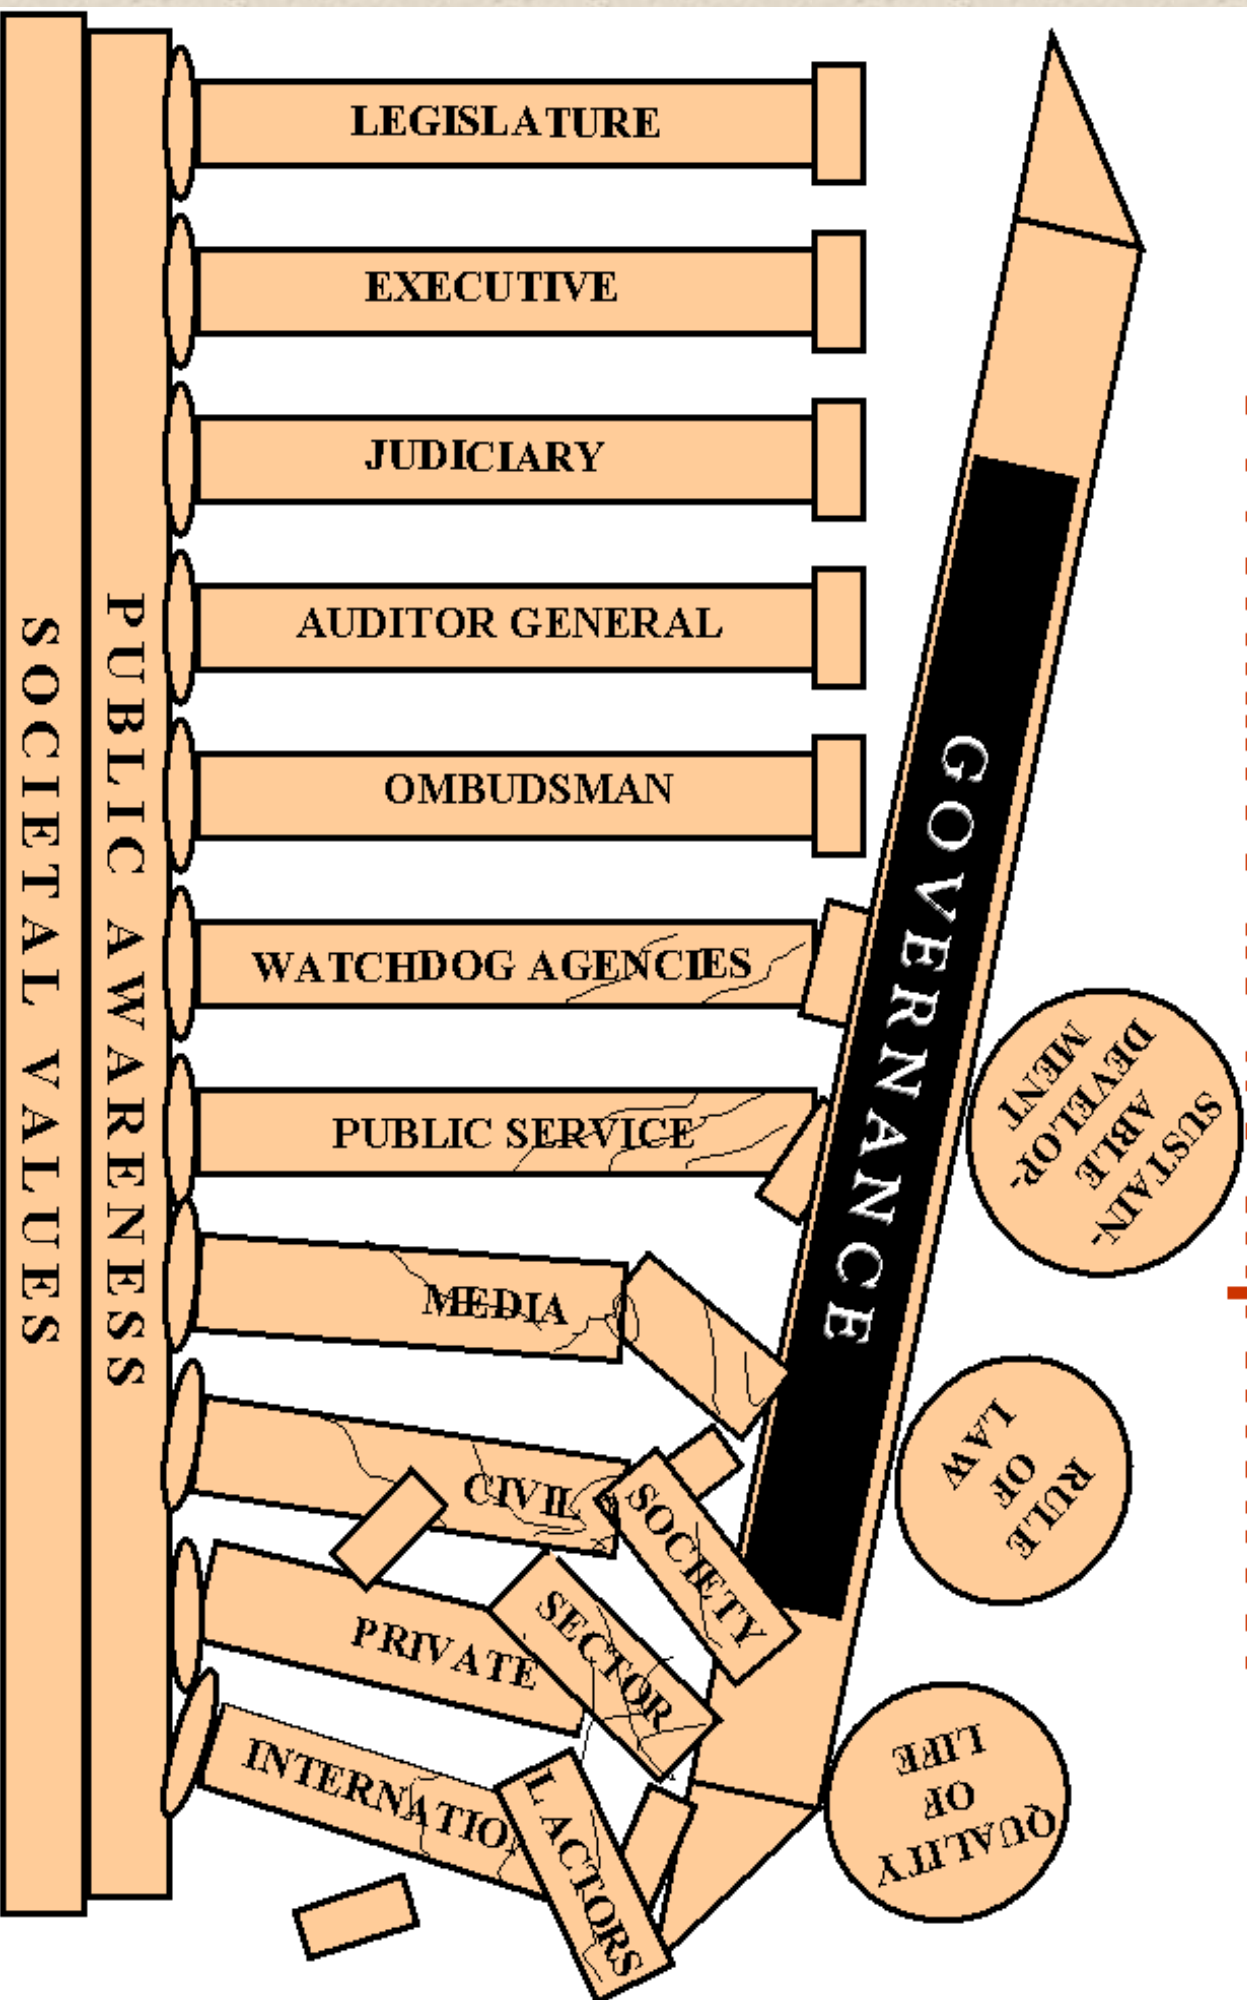 LEGISLATURE
EXECUTIVE
JUDICIARY
AUDITOR GENERAL
OMBUDSMAN
WATCHDOG AGENCIES
PUBLIC SERVICE
MEDIA
CIVIL
SOCIETY
PRIVATE
SECTOR
INTERNATIO
L ACTORS
PUBLIC AWARENESS
SOCIETAL VALUES
GOVERNANCE
SUSTAIN-
ABLE
DEVELOP-
MENT
RULE
OF
LAW
QUALITY
OF
LIFE